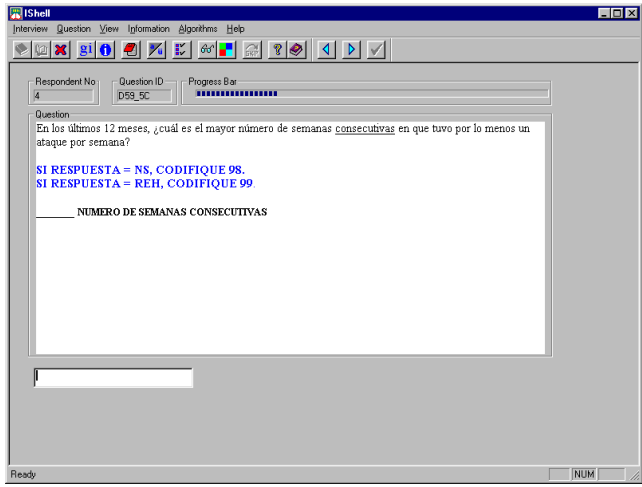 IShell
Interview Question View Information Algorithms Help
gi
SKIP
Respondent No
Question ID
Progress Bar
4
D59_5C
Question
En los últimos 12 meses, ¿cuál es el mayor número de semanas consecutivas en que tuvo por lo menos un
ataque por semana?
SI RESPUESTA = NS, CODIFIQUE 98.
SI RESPUESTA = REH, CODIFIQUE 99.
_______ NUMERO DE SEMANAS CONSECUTIVAS
Ready
NUM